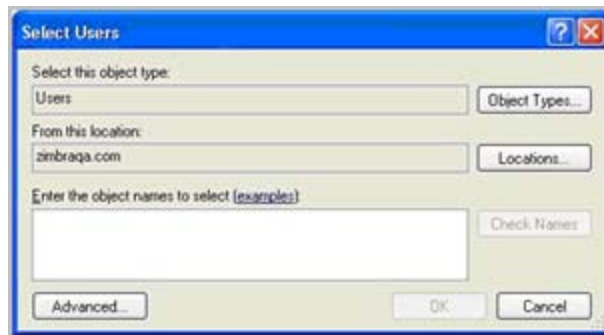 Select Users
Select this object type:
Users
Object Types...
From this location:
zimbraqa.com
Locations...
Enter the object names to select (examples):
Check Names
Advanced...
OK
Cancel